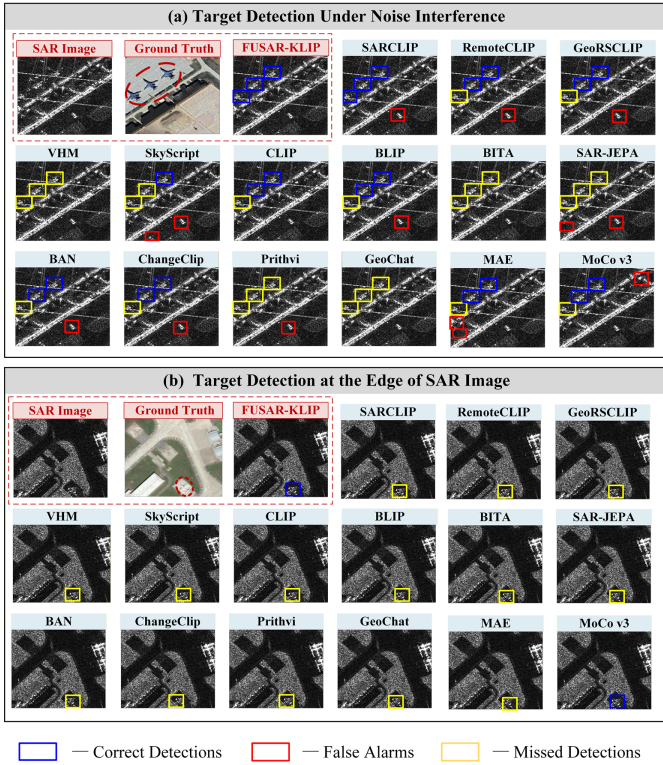 (a) Target Detection Under Noise Interference
SAR Image Ground Truth FUSAR-KLIP SARCLIP RemoteCLIP GeoRSCLIP
VHM SkyScript CLIP BLIP BITA SAR-JEPA
BAN ChangeClip Prithvi GeoChat MAE MoCo v3
(b) Target Detection at the Edge of SAR Image
SAR Image Ground Truth FUSAR-KLIP SARCLIP RemoteCLIP GeoRSCLIP
VHM SkyScript CLIP BLIP BITA SAR-JEPA
BAN ChangeClip Prithvi GeoChat MAE MoCo v3
— Correct Detections — False Alarms — Missed Detections